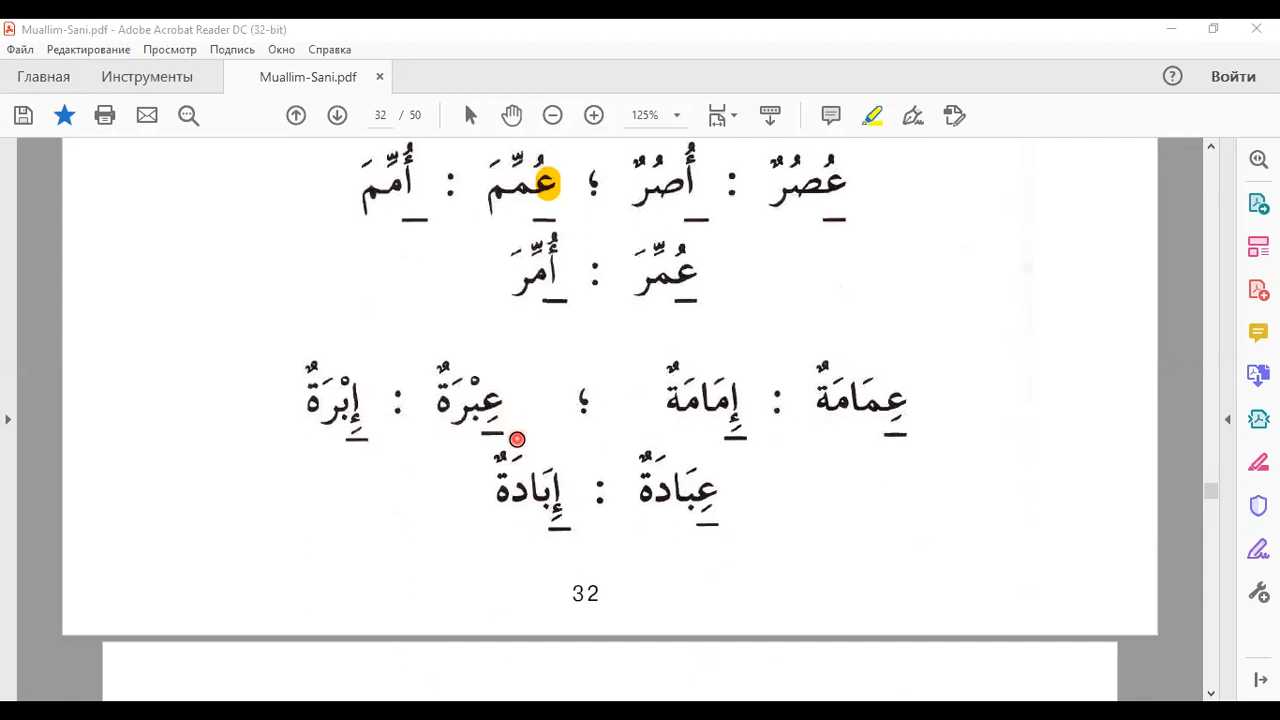 Muallim-Sani.pdf - Adobe Acrobat Reader DC (32-bit)
Файл Редактирование Просмотр Подпись Окно Справка
Главная Инструменты Muallim-Sani.pdf × Войти
32 / 50 125%
عُصُرٌ : أُصُرٌ ؛ عُمِّمَ : أُمِّمَ
عُمِّرَ : أُمِّرَ
عِمَامَةٌ : إِمَامَةٌ ؛ عِبْرَةٌ : إِبْرَةٌ
عِبَادَةٌ : إِبَادَةٌ
32